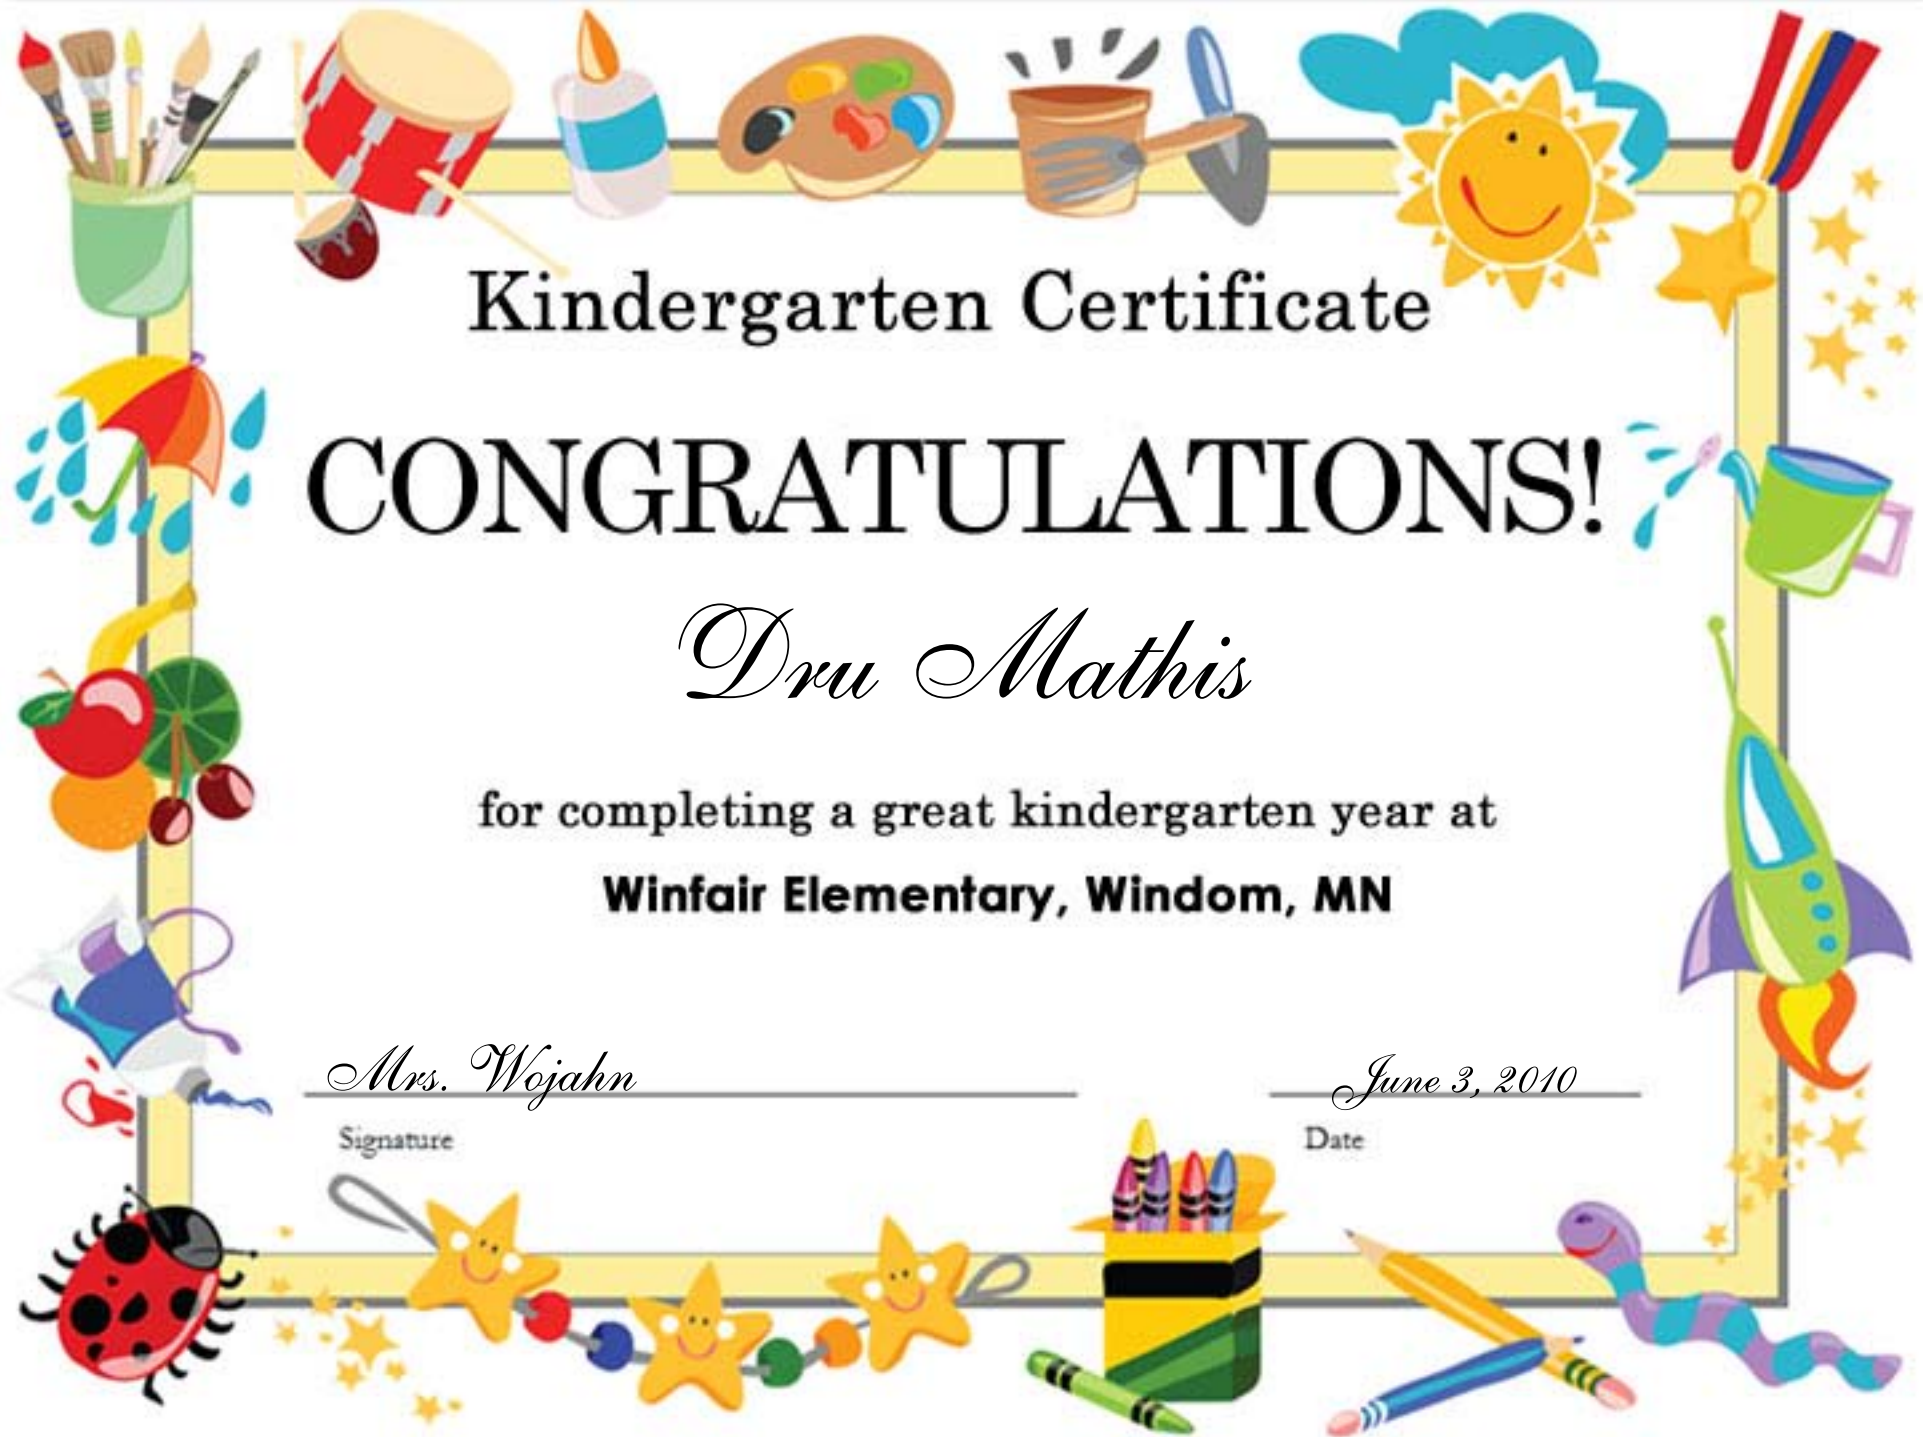 Kindergarten Certificate
CONGRATULATIONS!
Dru Mathis
for completing a great kindergarten year at
Winfair Elementary, Windom, MN
Mrs. Wojahn June 3, 2010
Signature Date